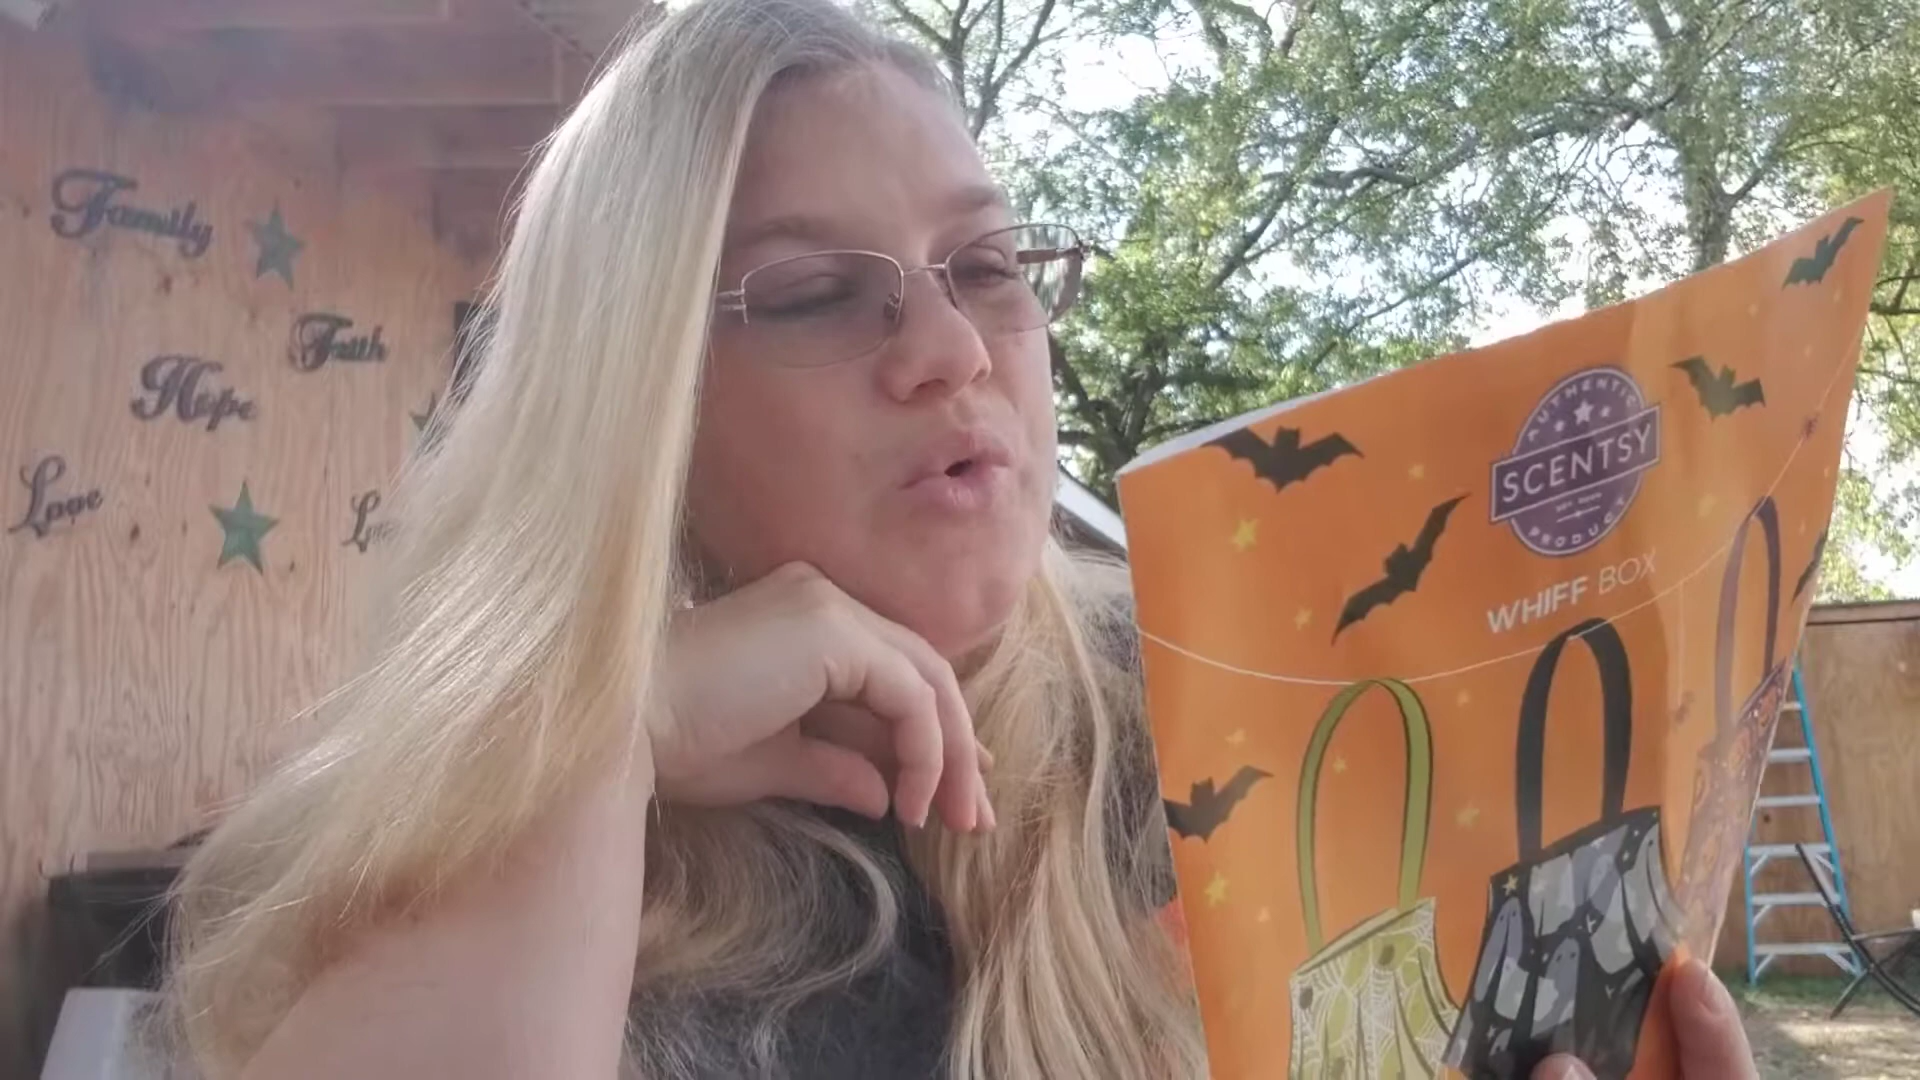 Family
Faith
Hope
Love
AUTHENTIC
SCENTSY
PRODUCT
WHIFF BOX